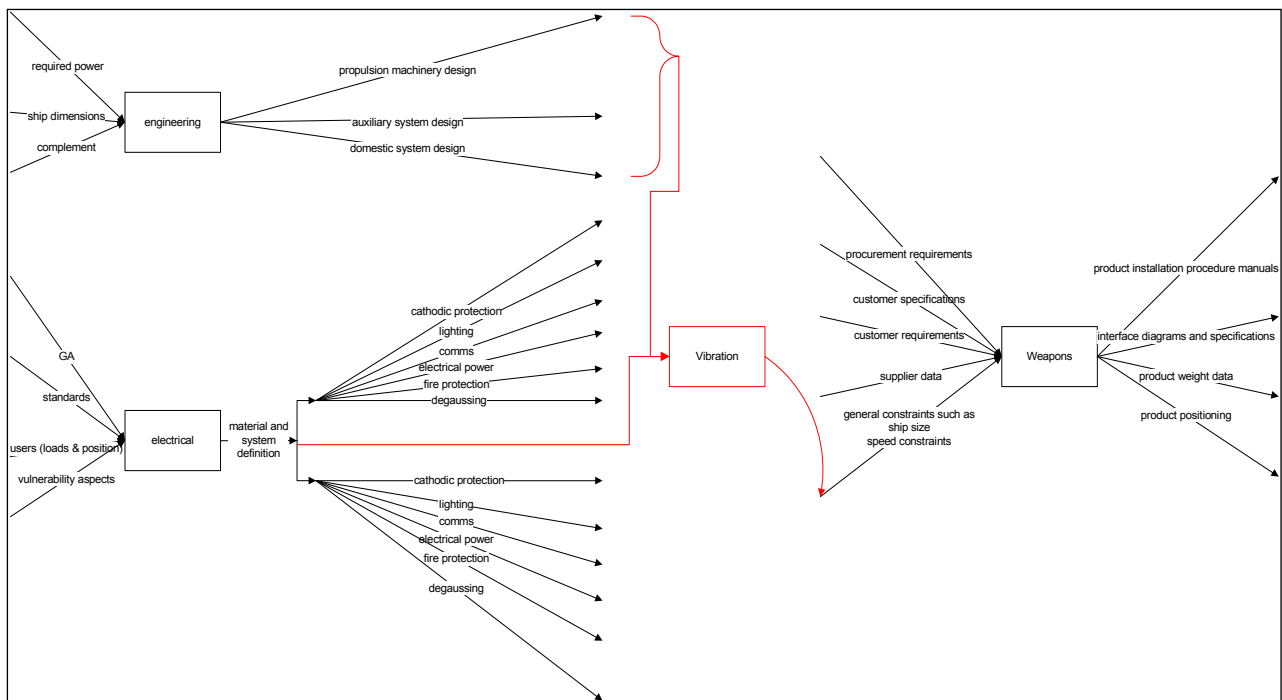 required power
ship dimensions
complement
engineering
propulsion machinery design
auxiliary system design
domestic system design
GA
standards
users (loads & position)
vulnerability aspects
electrical
material and
system
definition
cathodic protection
lighting
comms
electrical power
fire protection
degaussing
cathodic protection
lighting
comms
electrical power
fire protection
degaussing
Vibration
procurement requirements
customer specifications
customer requirements
supplier data
general constraints such as
ship size
speed constraints
Weapons
product installation procedure manuals
interface diagrams and specifications
product weight data
product positioning